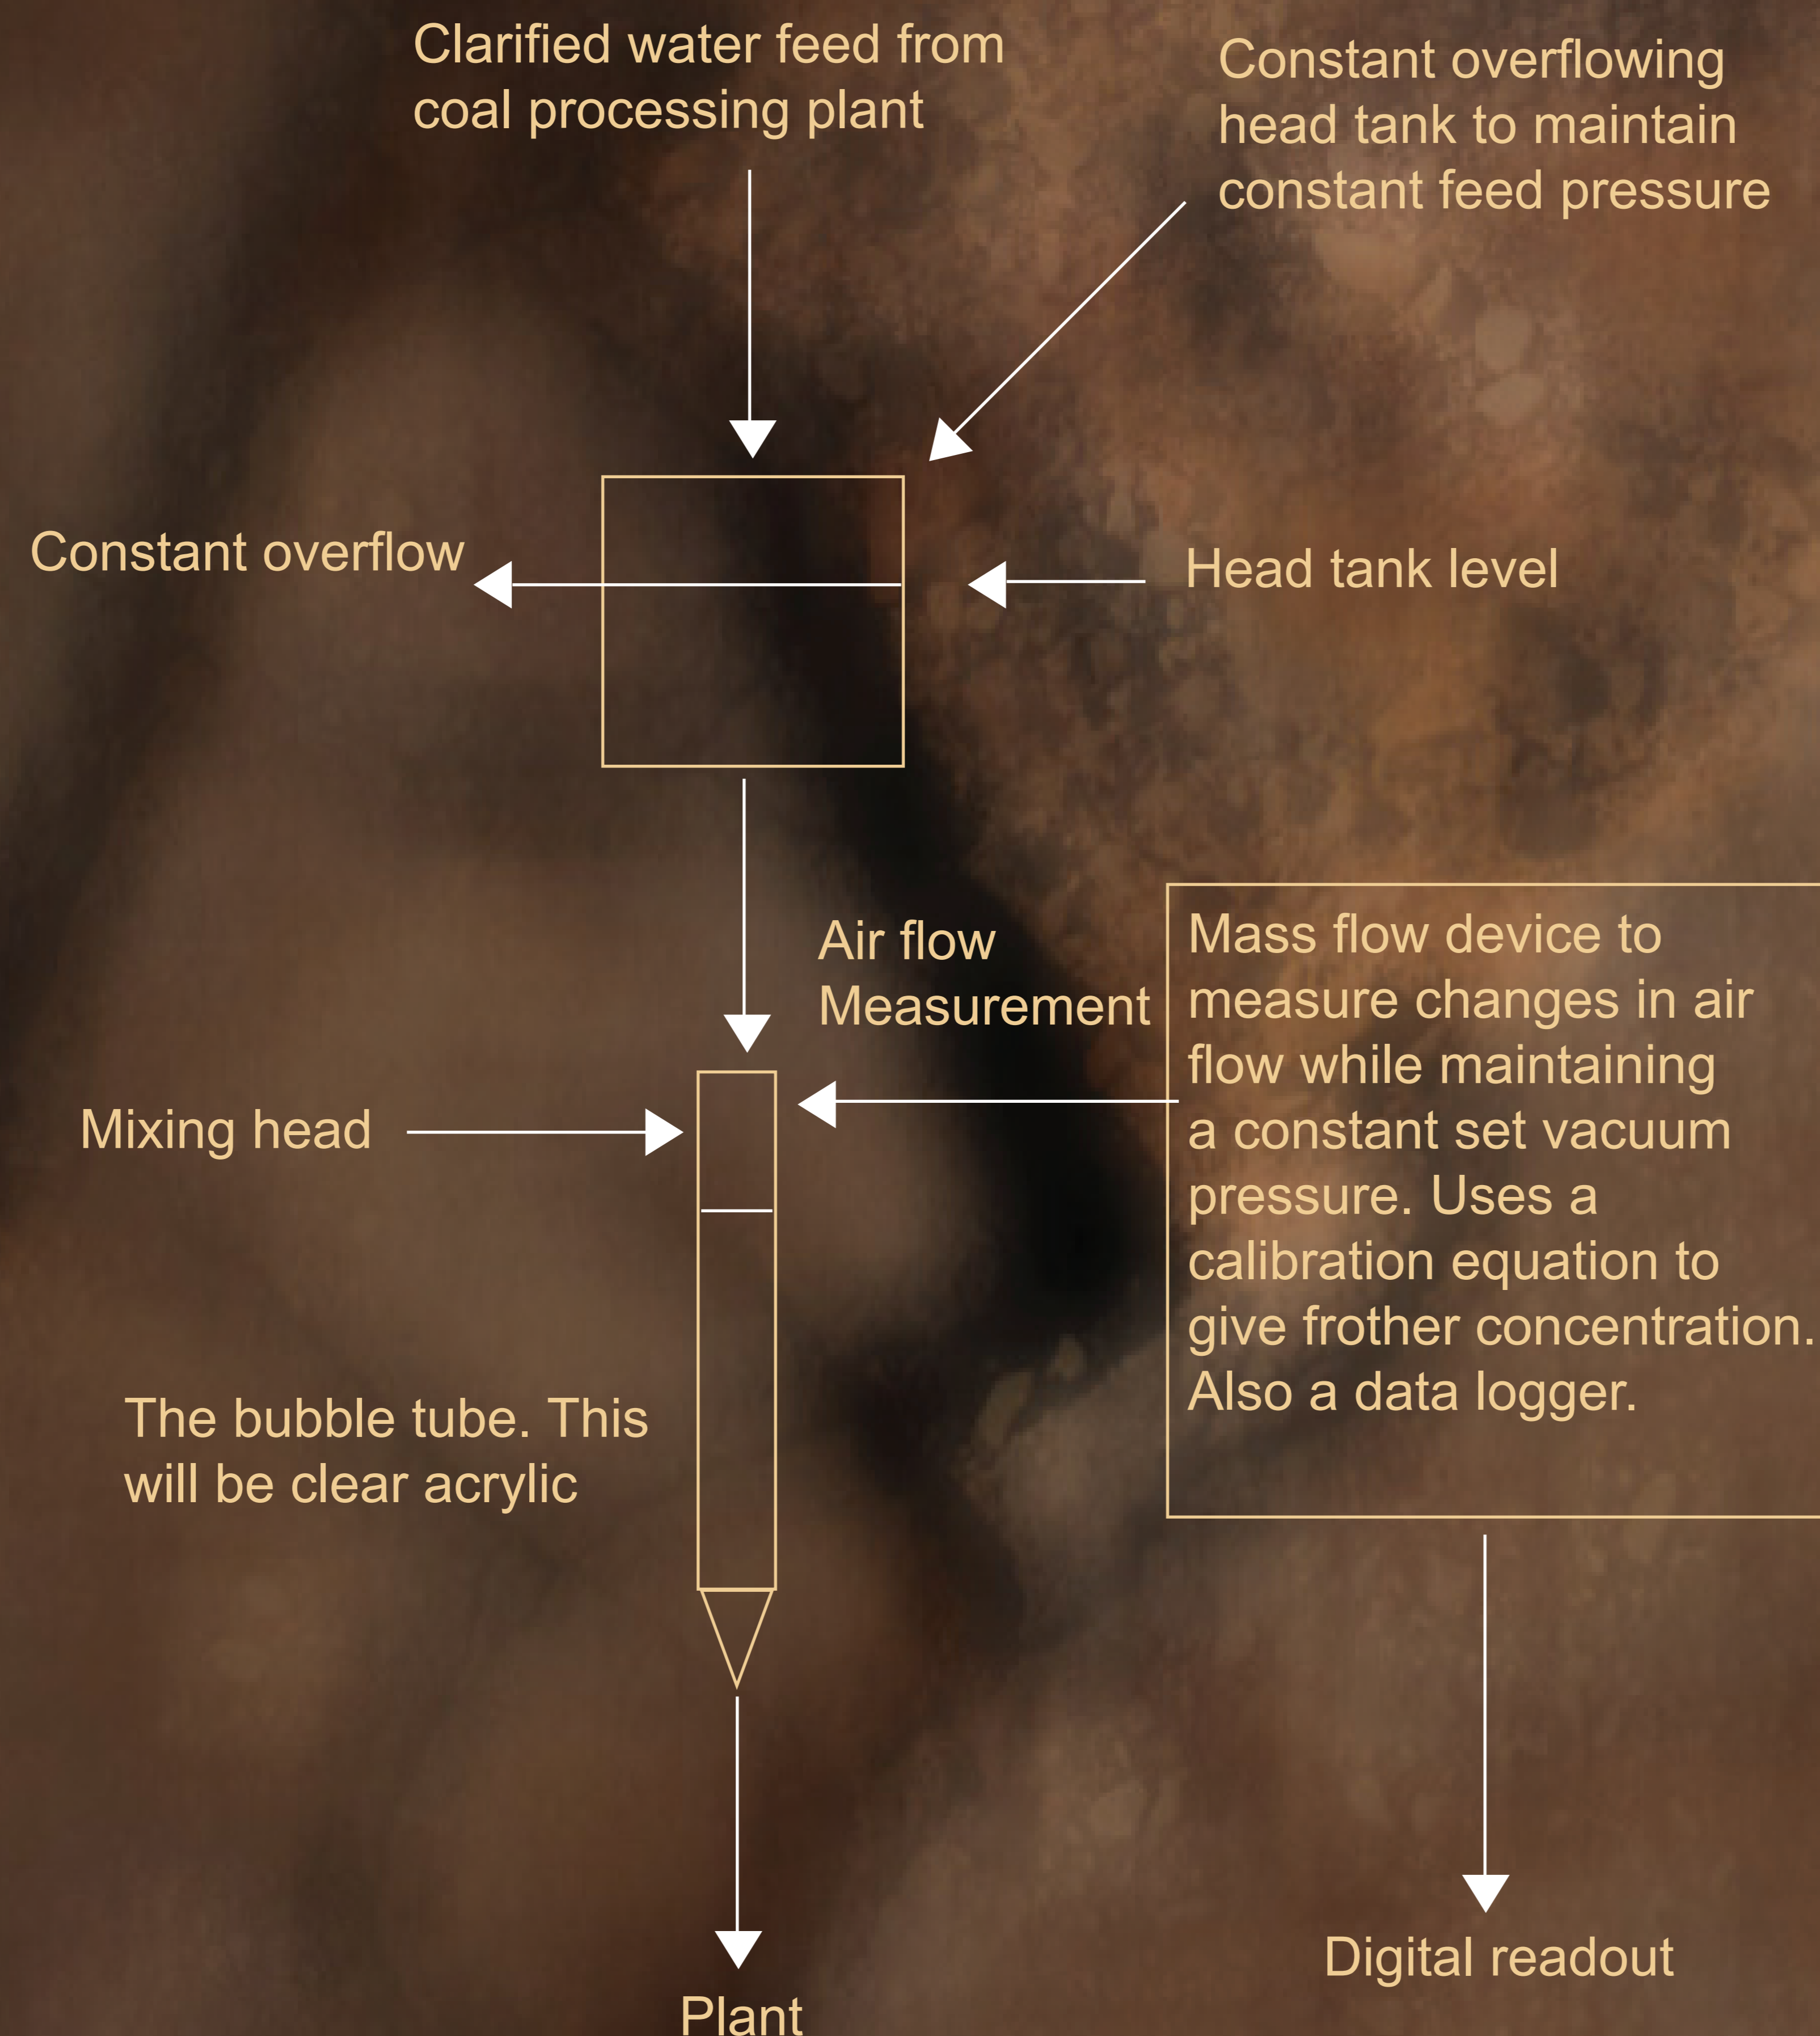 Clarified water feed from
coal processing plant
Constant overflowing
head tank to maintain
constant feed pressure
Constant overflow
Head tank level
Air flow
Measurement
Mass flow device to
measure changes in air
flow while maintaining
a constant set vacuum
pressure. Uses a
calibration equation to
give frother concentration.
Also a data logger.
Mixing head
The bubble tube. This
will be clear acrylic
Digital readout
Plant